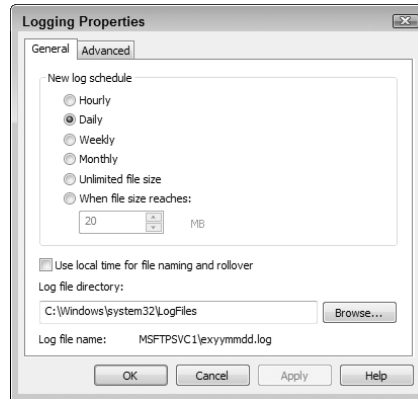 Logging Properties
General Advanced
New log schedule
Hourly
Daily
Weekly
Monthly
Unlimited file size
When file size reaches:
20 MB
Use local time for file naming and rollover
Log file directory:
C:\Windows\system32\LogFiles Browse...
Log file name: MSFTPSVC1\exyymmdd.log
OK Cancel Apply Help